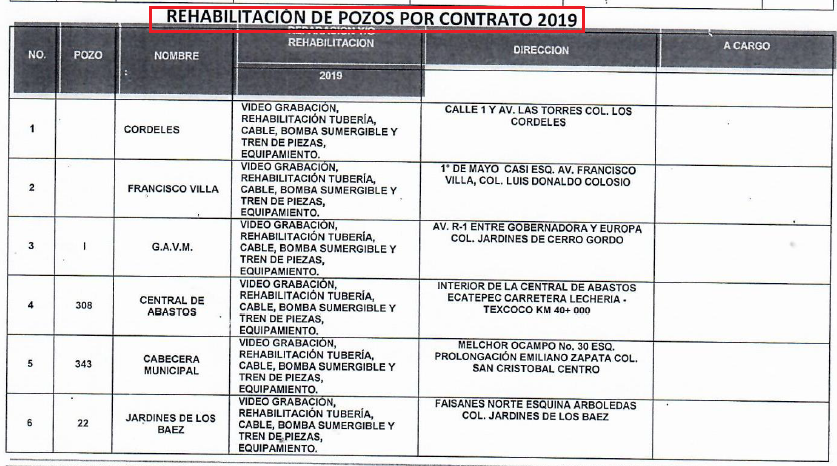 REHABILITACIÓN DE POZOS POR CONTRATO 2019
NO.
POZO
NOMBRE
REPARACION Y/O
REHABILITACION
2019
DIRECCION
A CARGO
1
CORDELES
VIDEO GRABACIÓN,
REHABILITACIÓN TUBERÍA,
CABLE, BOMBA SUMERGIBLE Y
TREN DE PIEZAS,
EQUIPAMIENTO.
CALLE 1 Y AV. LAS TORRES COL. LOS
CORDELES
2
FRANCISCO VILLA
VIDEO GRABACIÓN,
REHABILITACIÓN TUBERÍA,
CABLE, BOMBA SUMERGIBLE Y
TREN DE PIEZAS,
EQUIPAMIENTO.
1° DE MAYO CASI ESQ. AV. FRANCISCO
VILLA, COL. LUIS DONALDO COLOSIO
3
I
G.A.V.M.
VIDEO GRABACIÓN,
REHABILITACIÓN TUBERÍA,
CABLE, BOMBA SUMERGIBLE Y
TREN DE PIEZAS,
EQUIPAMIENTO.
AV. R-1 ENTRE GOBERNADORA Y EUROPA
COL. JARDINES DE CERRO GORDO
4
308
CENTRAL DE
ABASTOS
VIDEO GRABACIÓN,
REHABILITACIÓN TUBERÍA,
CABLE, BOMBA SUMERGIBLE Y
TREN DE PIEZAS,
EQUIPAMIENTO.
INTERIOR DE LA CENTRAL DE ABASTOS
ECATEPEC CARRETERA LECHERIA -
TEXCOCO KM 40+ 000
5
343
CABECERA
MUNICIPAL
VIDEO GRABACIÓN,
REHABILITACIÓN TUBERÍA,
CABLE, BOMBA SUMERGIBLE Y
TREN DE PIEZAS,
EQUIPAMIENTO.
MELCHOR OCAMPO No. 30 ESQ.
PROLONGACIÓN EMILIANO ZAPATA COL.
SAN CRISTOBAL CENTRO
6
22
JARDINES DE LOS
BAEZ
VIDEO GRABACIÓN,
REHABILITACIÓN TUBERÍA,
CABLE, BOMBA SUMERGIBLE Y
TREN DE PIEZAS,
EQUIPAMIENTO.
FAISANES NORTE ESQUINA ARBOLEDAS
COL. JARDINES DE LOS BAEZ